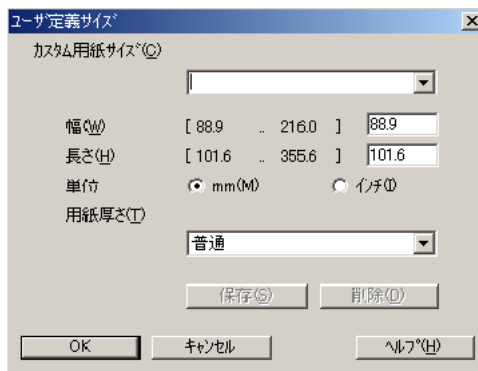 ユーザ定義サイズ
カスタム用紙サイズ(C)
幅(W) [ 88.9 .. 216.0 ] 88.9
長さ(H) [ 101.6 .. 355.6 ] 101.6
単位 mm(M) インチ(I)
用紙厚さ(T)
普通
保存(S) 削除(D)
OK キャンセル ヘルプ(H)